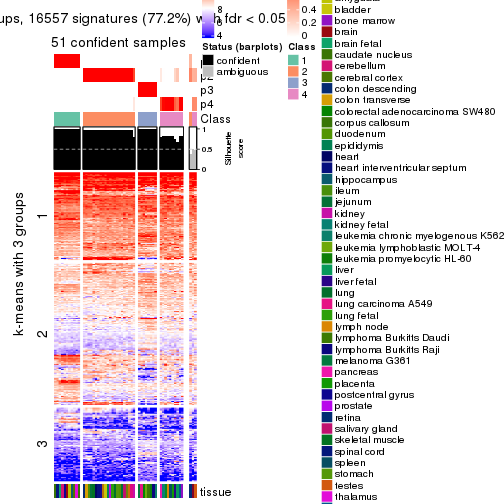 ups, 16557 signatures (77.2%) with fdr < 0.05
51 confident samples
p3
p4
Class
1
0.5
0
Silhouette
score
k-means with 3 groups
1
2
3
tissue
8
6
4
0.4
0.2
0
Status (barplots)
confident
ambiguous
Class
1
2
3
4
bladder
bone marrow
brain
brain fetal
caudate nucleus
cerebellum
cerebral cortex
colon descending
colon transverse
colorectal adenocarcinoma SW480
corpus callosum
duodenum
epididymis
heart
heart interventricular septum
hippocampus
ileum
jejunum
kidney
kidney fetal
leukemia chronic myelogenous K562
leukemia lymphoblastic MOLT-4
leukemia promyelocytic HL-60
liver
liver fetal
lung
lung carcinoma A549
lung fetal
lymph node
lymphoma Burkitts Daudi
lymphoma Burkitts Raji
melanoma G361
pancreas
placenta
postcentral gyrus
prostate
retina
salivary gland
skeletal muscle
spinal cord
spleen
stomach
testes
thalamus